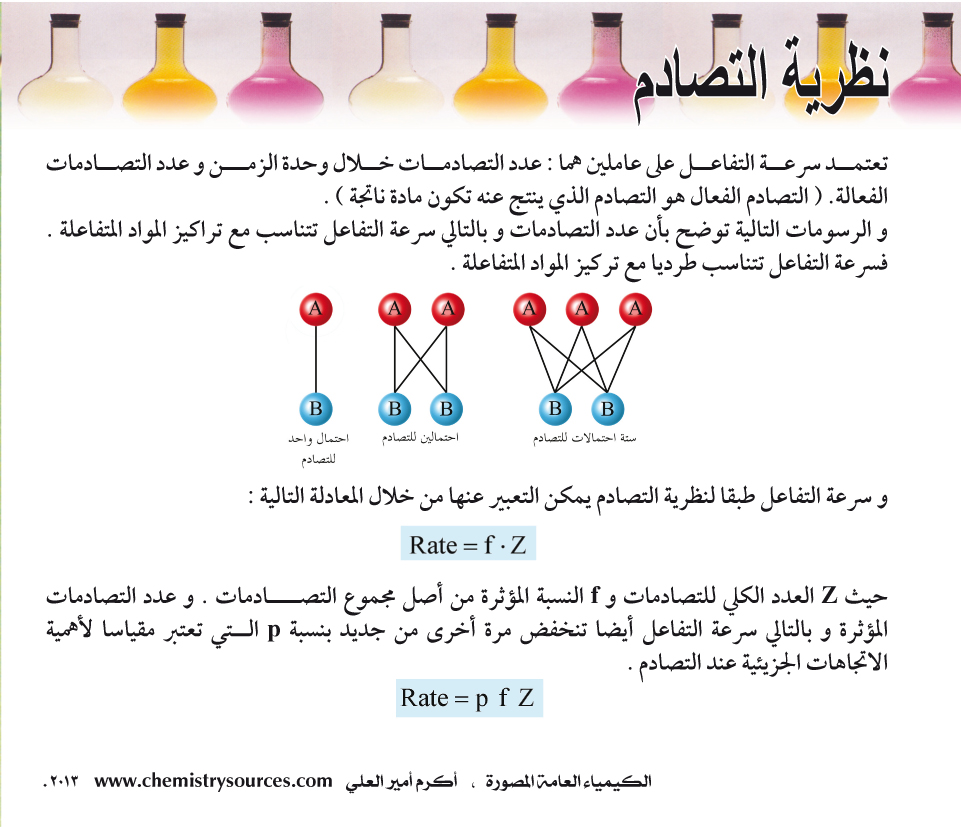 نظرية التصادم
تعتمد سرعة التفاعل على عاملين هما : عدد التصادمات خلال وحدة الزمن و عدد التصادمات
الفعالة. ( التصادم الفعال هو التصادم الذي ينتج عنه تكون مادة ناتجة ) .
و الرسومات التالية توضح بأن عدد التصادمات و بالتالي سرعة التفاعل تتناسب مع تراكيز المواد المتفاعلة .
فسرعة التفاعل تتناسب طرديا مع تركيز المواد المتفاعلة .
A A A A A A
B B B B B
احتمال واحد
للتصادم
احتمالين للتصادم
ستة احتمالات للتصادم
و سرعة التفاعل طبقا لنظرية التصادم يمكن التعبير عنها من خلال المعادلة التالية :
Rate = f · Z
حيث Z العدد الكلي للتصادمات و f النسبة المؤثرة من أصل مجموع التصادمات . و عدد التصادمات
المؤثرة و بالتالي سرعة التفاعل أيضا تنخفض مرة أخرى من جديد بنسبة p التي تعتبر مقياسا لأهمية
الاتجاهات الجزيئية عند التصادم .
Rate = p f Z
الكيمياء العامة المصورة ، أكرم أمير العلي www.chemistrysources.com ٢٠١٣ .